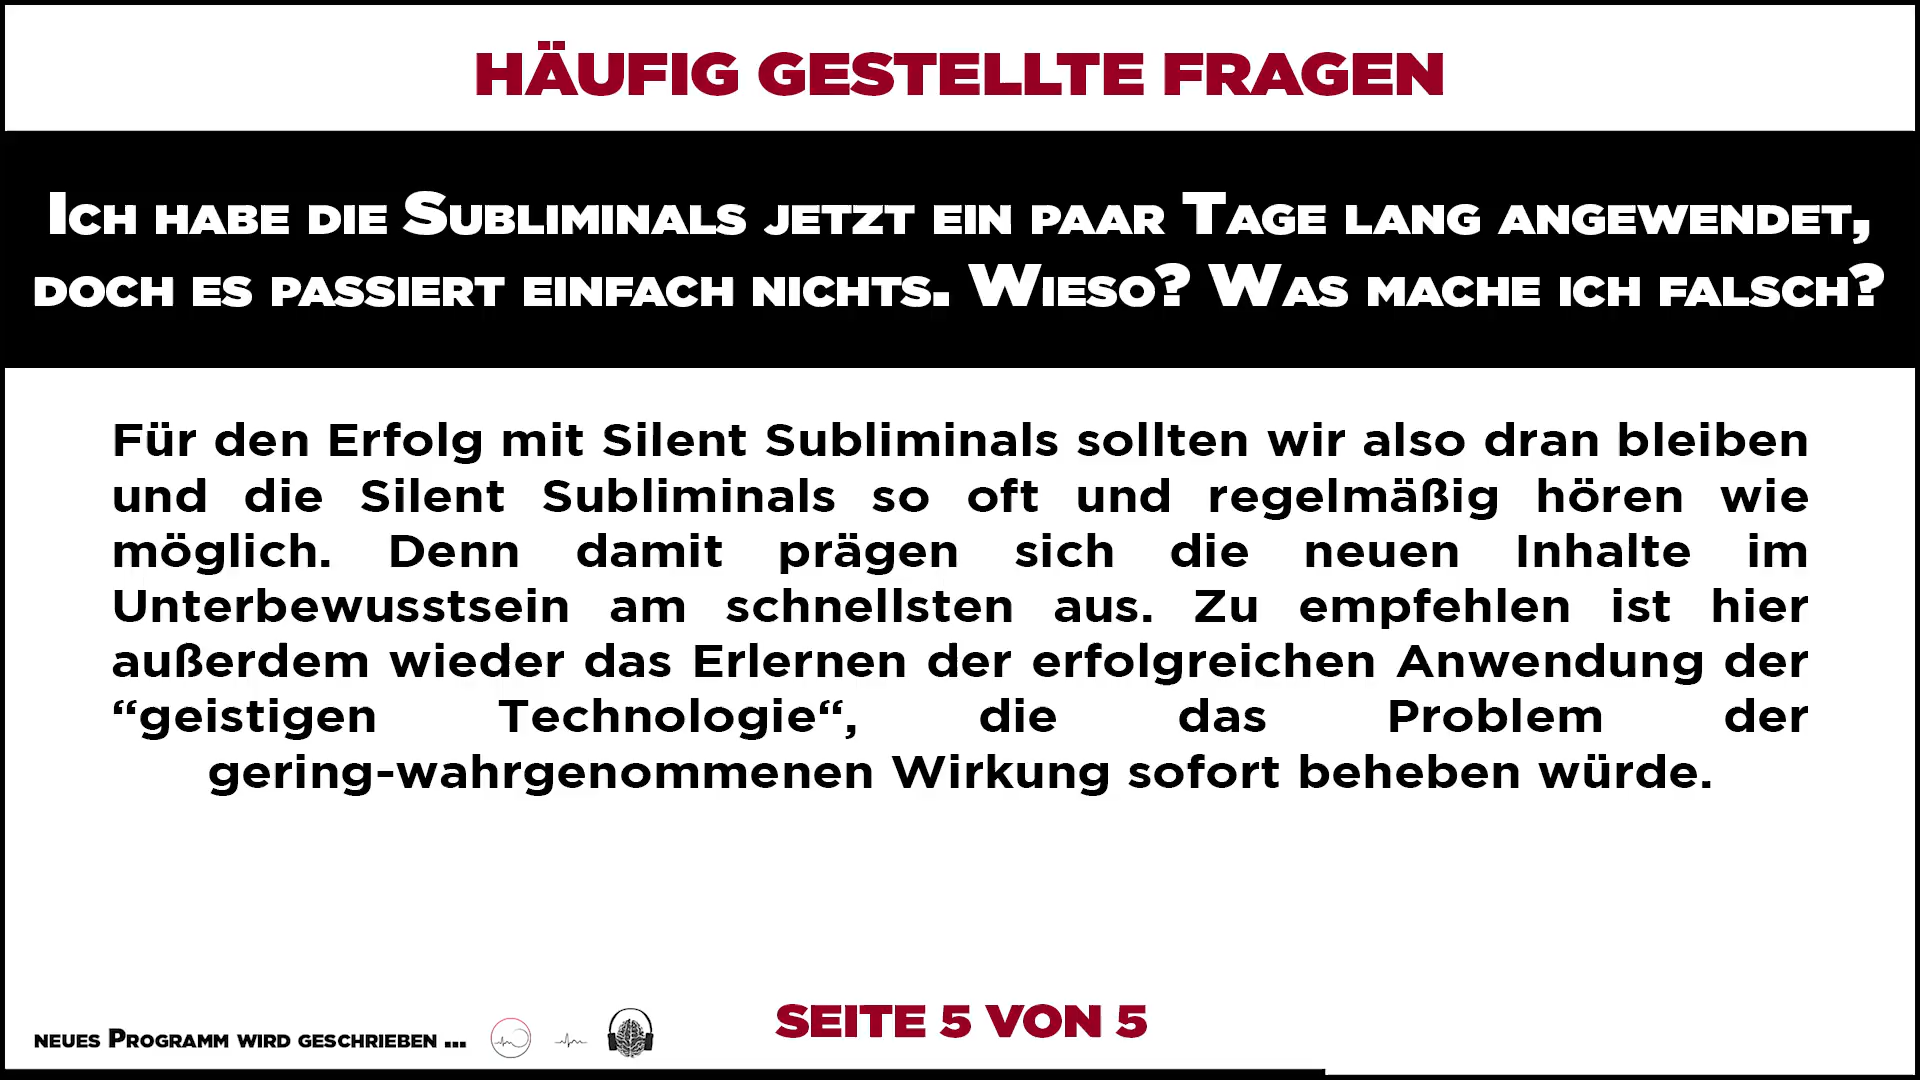 HÄUFIG GESTELLTE FRAGEN
Ich habe die Subliminals jetzt ein paar Tage lang angewendet,
doch es passiert einfach nichts. Wieso? Was mache ich falsch?
Für den Erfolg mit Silent Subliminals sollten wir also dran bleiben
und die Silent Subliminals so oft und regelmäßig hören wie
möglich. Denn damit prägen sich die neuen Inhalte im
Unterbewusstsein am schnellsten aus. Zu empfehlen ist hier
außerdem wieder das Erlernen der erfolgreichen Anwendung der
“geistigen Technologie“, die das Problem der
gering-wahrgenommenen Wirkung sofort beheben würde.
neues Programm wird geschrieben ...
SEITE 5 VON 5